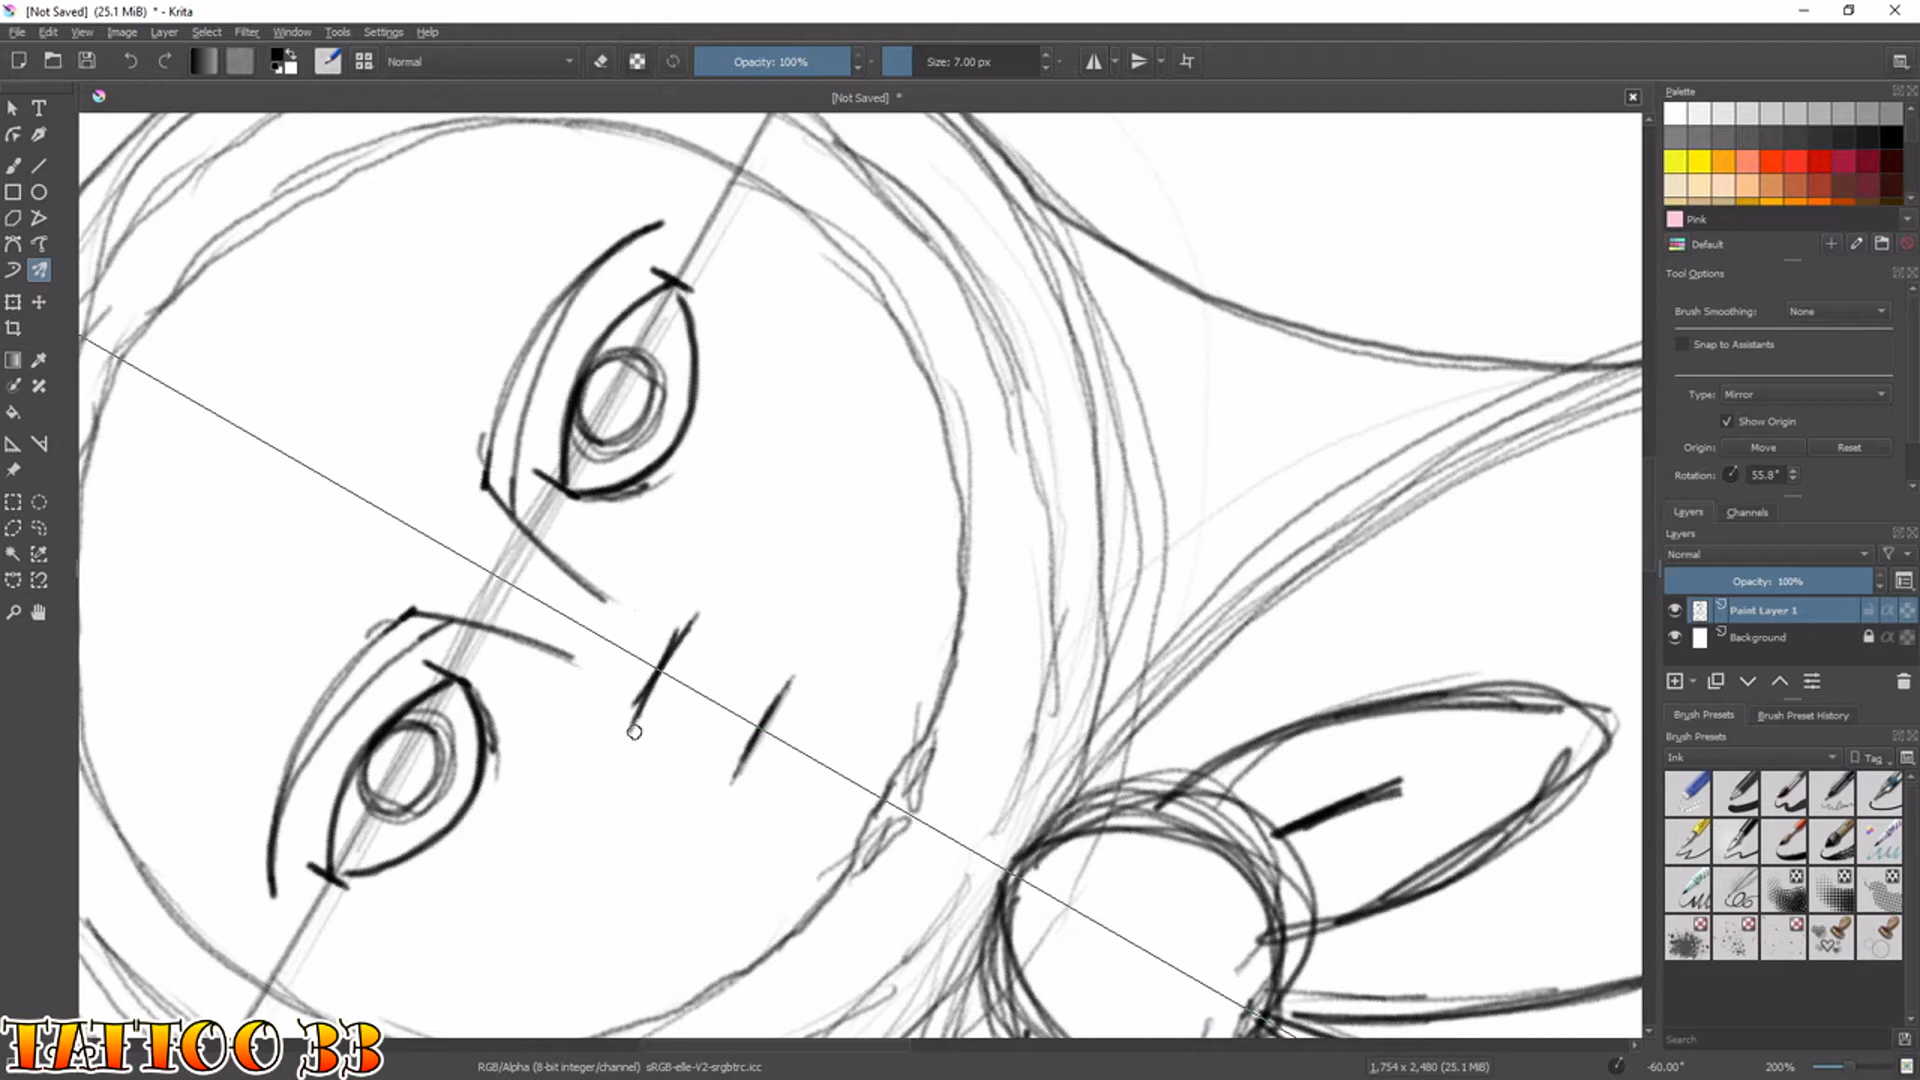 [Not Saved] (25.1 MiB) * - Krita
File Edit View Image Layer Select Filter Window Tools Settings Help
Normal
Opacity: 100%
Size: 7.00 px
[Not Saved] *
Palette
Pink
Default
Tool Options
Brush Smoothing: None
Snap to Assistants
Type: Mirror
Show Origin
Origin: Move Reset
Rotation: 55.8°
Layers Channels
Layers
Normal
Opacity: 100%
Paint Layer 1
Background
Brush Presets Brush Preset History
Brush Presets
Ink
Tag
Search
TATTOO 33
RGB/Alpha (8-bit integer/channel) sRGB-elle-V2-srgbtrc.icc
1,754 x 2,480 (25.1 MiB)
-60.00°
200%